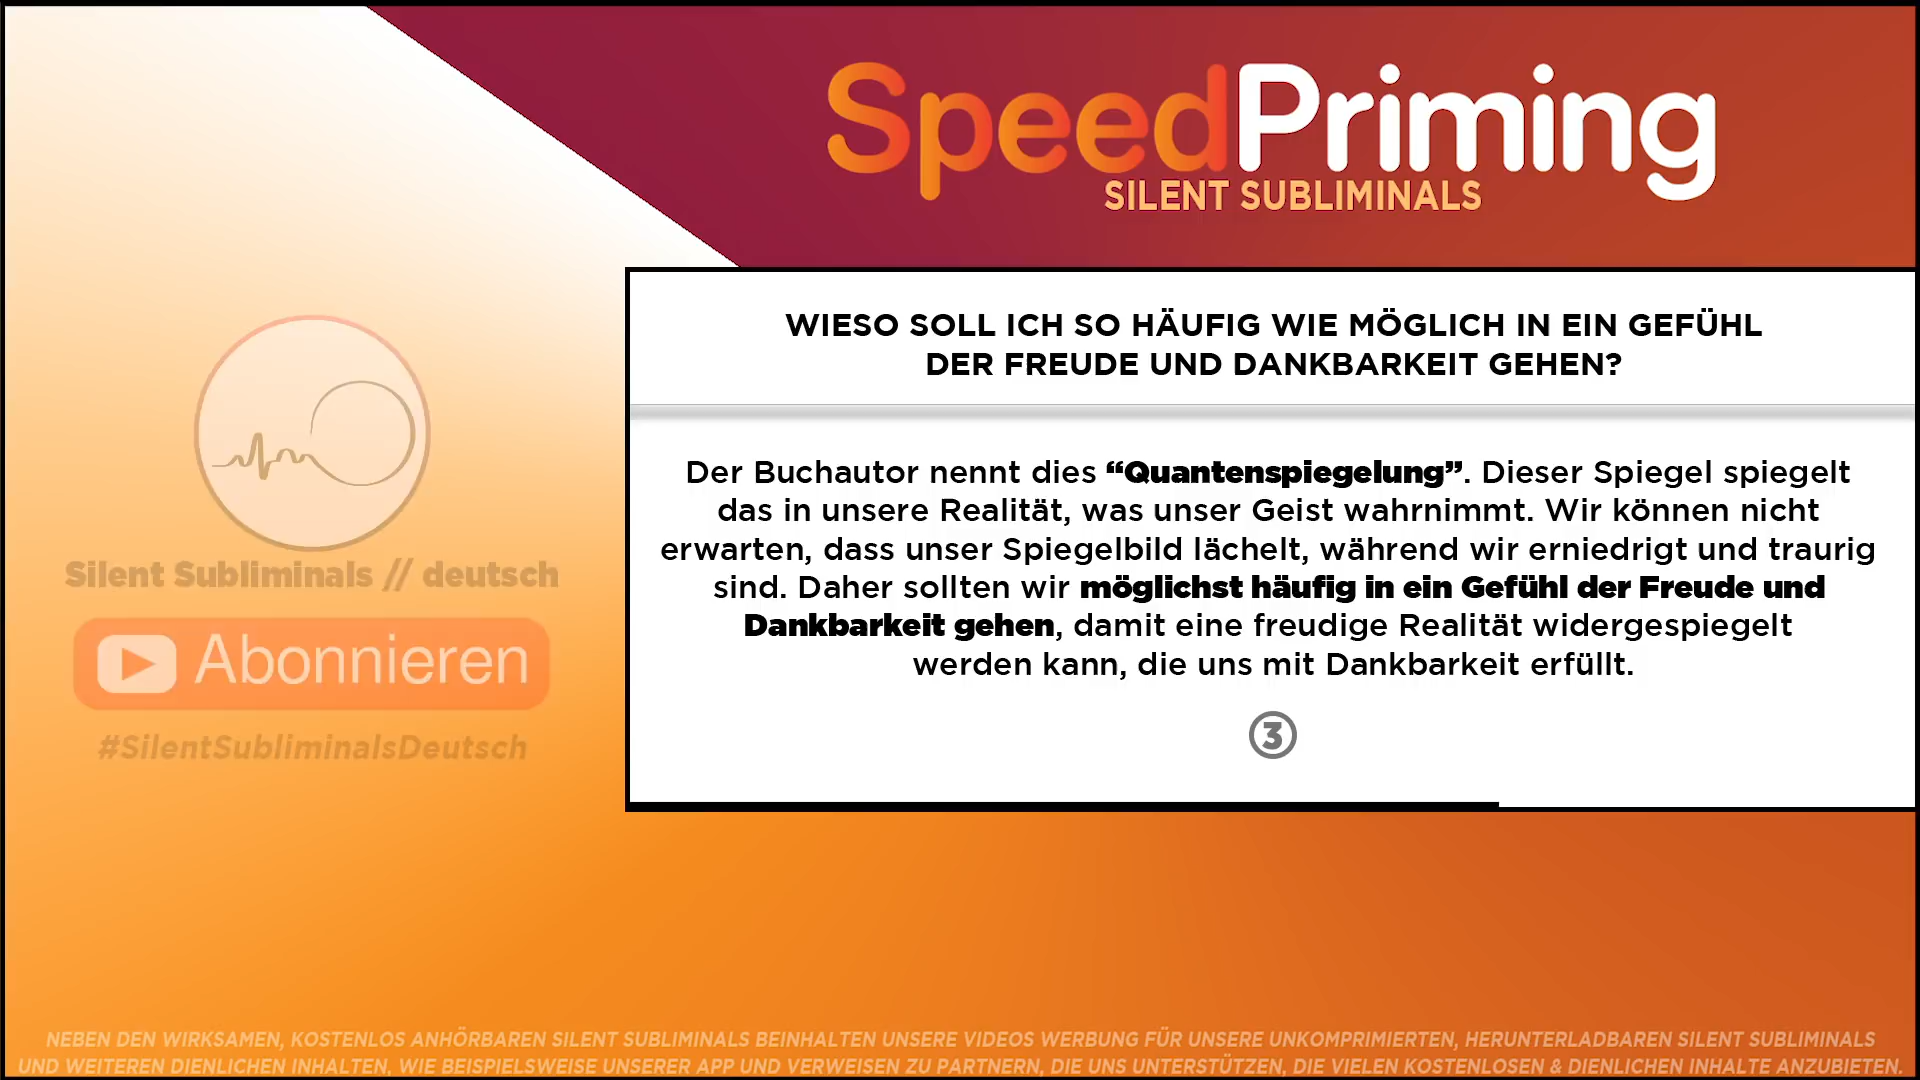 SpeedPriming
SILENT SUBLIMINALS
WIESO SOLL ICH SO HÄUFIG WIE MÖGLICH IN EIN GEFÜHL
DER FREUDE UND DANKBARKEIT GEHEN?
Der Buchautor nennt dies “Quantenspiegelung”. Dieser Spiegel spiegelt
das in unsere Realität, was unser Geist wahrnimmt. Wir können nicht
erwarten, dass unser Spiegelbild lächelt, während wir erniedrigt und traurig
sind. Daher sollten wir möglichst häufig in ein Gefühl der Freude und
Dankbarkeit gehen, damit eine freudige Realität widergespiegelt
werden kann, die uns mit Dankbarkeit erfüllt.
3
Silent Subliminals // deutsch
Abonnieren
#SilentSubliminalsDeutsch
NEBEN DEN WIRKSAMEN, KOSTENLOS ANHÖRBAREN SILENT SUBLIMINALS BEINHALTEN UNSERE VIDEOS WERBUNG FÜR UNSERE UNKOMPRIMIERTEN, HERUNTERLADBAREN SILENT SUBLIMINALS
UND WEITEREN DIENLICHEN INHALTEN, WIE BEISPIELSWEISE UNSERER APP UND VERWEISEN ZU PARTNERN, DIE UNS UNTERSTÜTZEN, DIE VIELEN KOSTENLOSEN & DIENLICHEN INHALTE ANZUBIETEN.